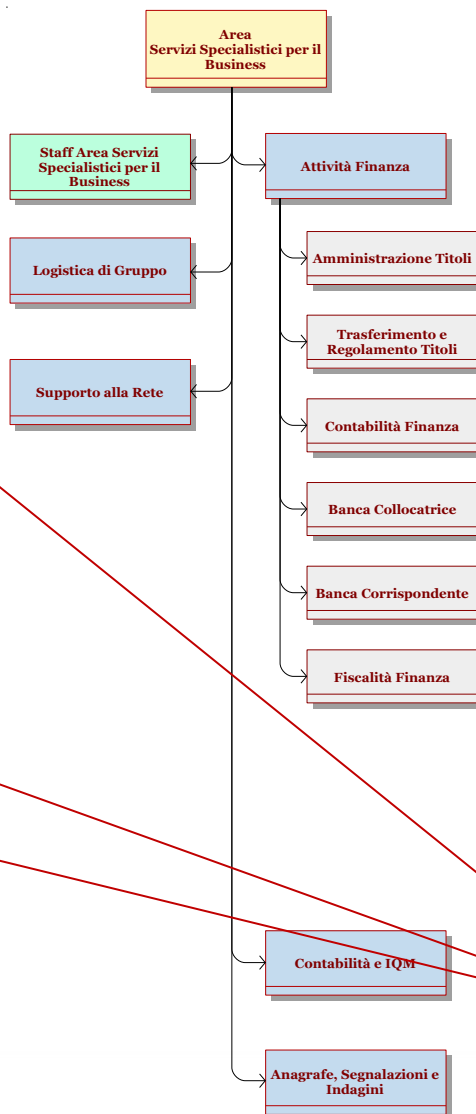 Area
Servizi Specialistici per il
Business
Staff Area Servizi
Specialistici per il
Business
Attività Finanza
Logistica di Gruppo
Amministrazione Titoli
Trasferimento e
Regolamento Titoli
Supporto alla Rete
Contabilità Finanza
Banca Collocatrice
Banca Corrispondente
Fiscalità Finanza
Contabilità e IQM
Anagrafe, Segnalazioni e
Indagini